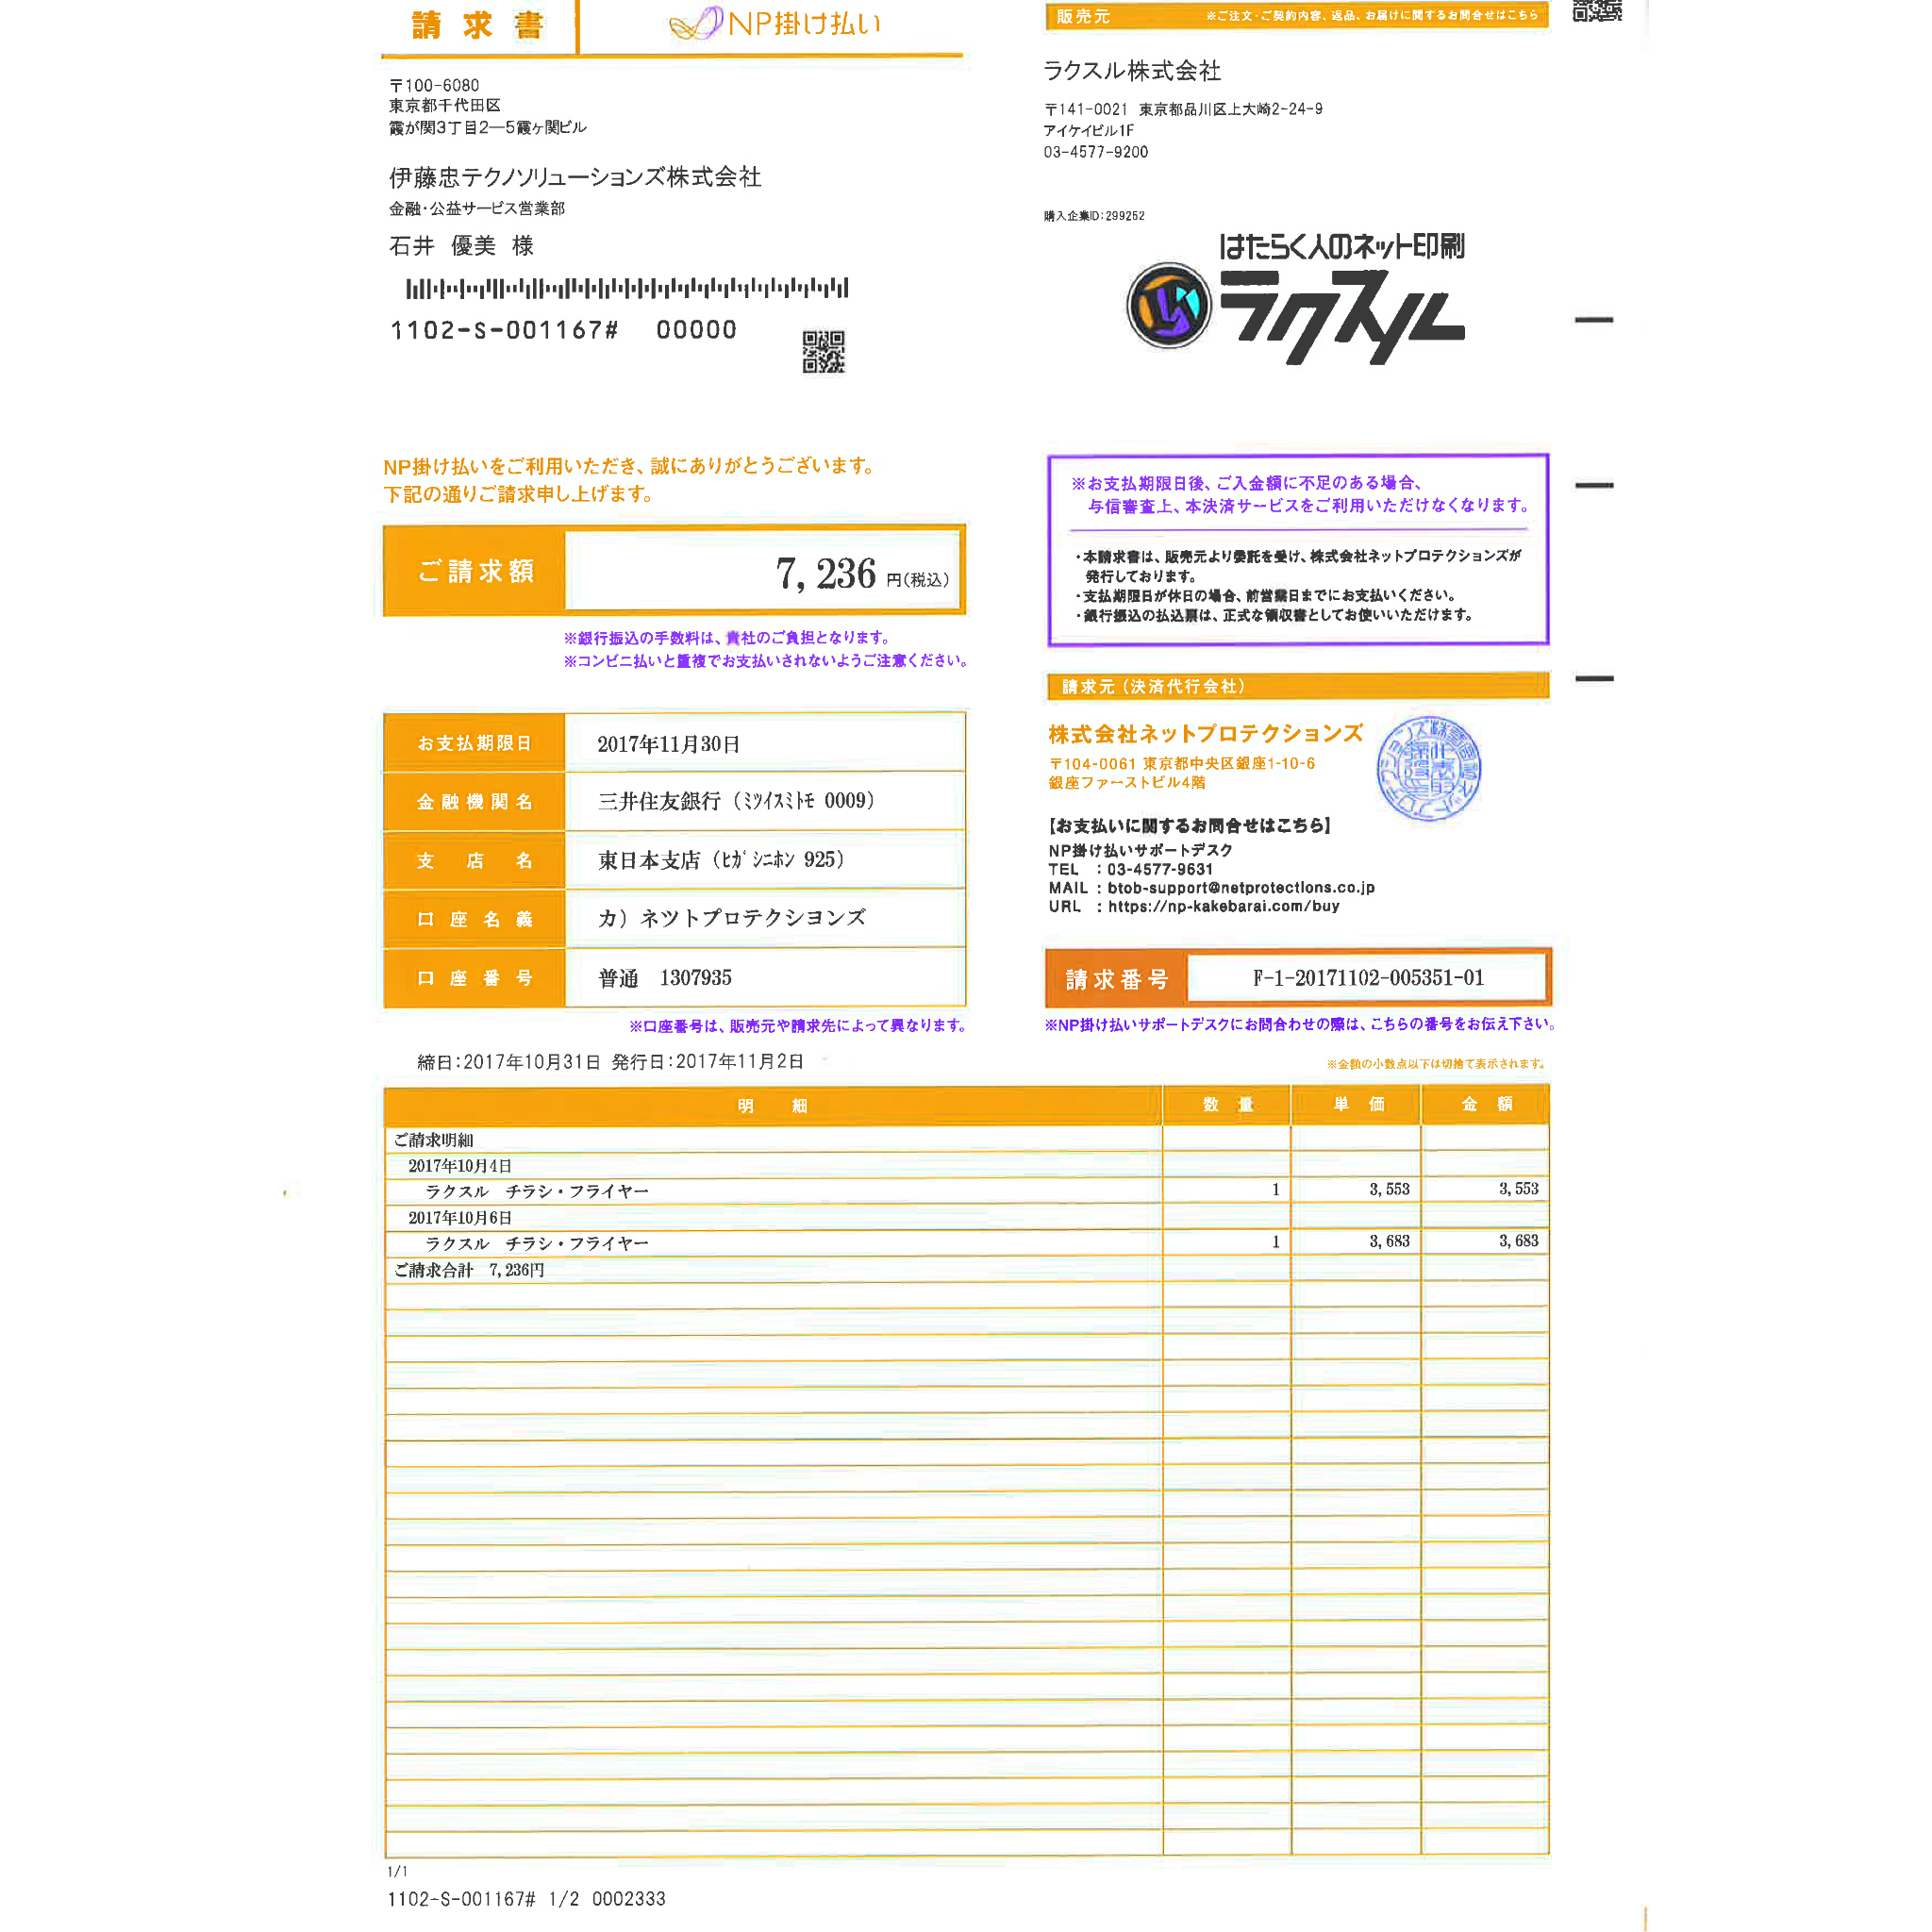 請求書
NP掛け払い
〒100-6080
東京都千代田区
霞が関3丁目2―5霞ヶ関ビル
伊藤忠テクノソリューションズ株式会社
金融・公益サービス営業部
石井 優美 様
1102-S-001167# 00000
販売元 ※ご注文・ご契約内容、返品、お届けに関するお問合せはこちら
ラクスル株式会社
〒141-0021 東京都品川区上大崎2-24-9
アイケイビル1F
03-4577-9200
購入企業ID:299252
はたらく人のネット印刷
ラクスル
NP掛け払いをご利用いただき、誠にありがとうございます。
下記の通りご請求申し上げます。
ご請求額 7,236 円(税込)
※銀行振込の手数料は、貴社のご負担となります。
※コンビニ払いと重複でお支払いされないようご注意ください。
※お支払期限日後、ご入金額に不足のある場合、
与信審査上、本決済サービスをご利用いただけなくなります。
・本請求書は、販売元より委託を受け、株式会社ネットプロテクションズが
発行しております。
・支払期限日が休日の場合、前営業日までにお支払いください。
・銀行振込の払込票は、正式な領収書としてお使いいただけます。
お支払期限日 2017年11月30日
金融機関名 三井住友銀行(ﾐﾂｲｽﾐﾄﾓ 0009)
支店名 東日本支店(ﾋｶﾞｼﾆﾎﾝ 925)
口座名義 カ)ネツトプロテクシヨンズ
口座番号 普通 1307935
※口座番号は、販売元や請求先によって異なります。
請求元(決済代行会社)
株式会社ネットプロテクションズ
〒104-0061 東京都中央区銀座1-10-6
銀座ファーストビル4階
【お支払いに関するお問合せはこちら】
NP掛け払いサポートデスク
TEL :03-4577-9631
MAIL:btob-support@netprotections.co.jp
URL :https://np-kakebarai.com/buy
請求番号 F-1-20171102-005351-01
※NP掛け払いサポートデスクにお問合わせの際は、こちらの番号をお伝え下さい。
締日:2017年10月31日 発行日:2017年11月2日
※金額の小数点以下は切捨て表示されます。
明細 数量 単価 金額
ご請求明細
2017年10月4日
ラクスル チラシ・フライヤー 1 3,553 3,553
2017年10月6日
ラクスル チラシ・フライヤー 1 3,683 3,683
ご請求合計 7,236円
1/1
1102-S-001167# 1/2 0002333